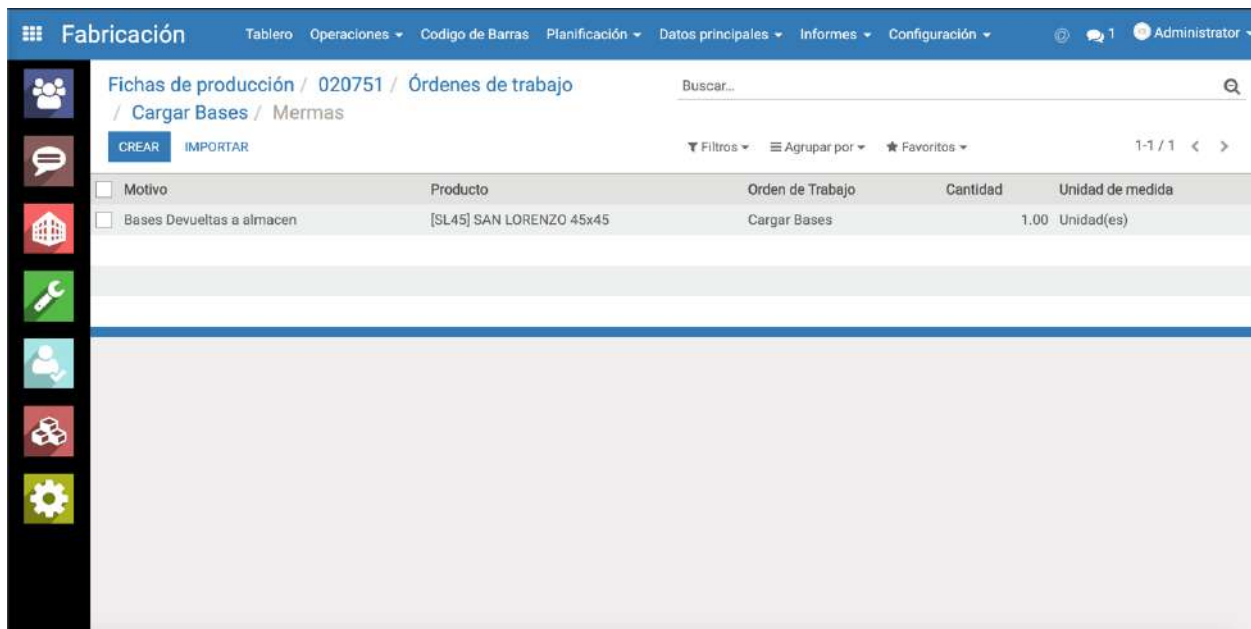 Fabricación Tablero Operaciones Codigo de Barras Planificación Datos principales Informes Configuración @ 1 Administrator
Fichas de producción / 020751 / Órdenes de trabajo
/ Cargar Bases / Mermas
Buscar...
CREAR IMPORTAR Filtros Agrupar por Favoritos 1-1 / 1
Motivo Producto Orden de Trabajo Cantidad Unidad de medida
Bases Devueltas a almacen [SL45] SAN LORENZO 45x45 Cargar Bases 1.00 Unidad(es)